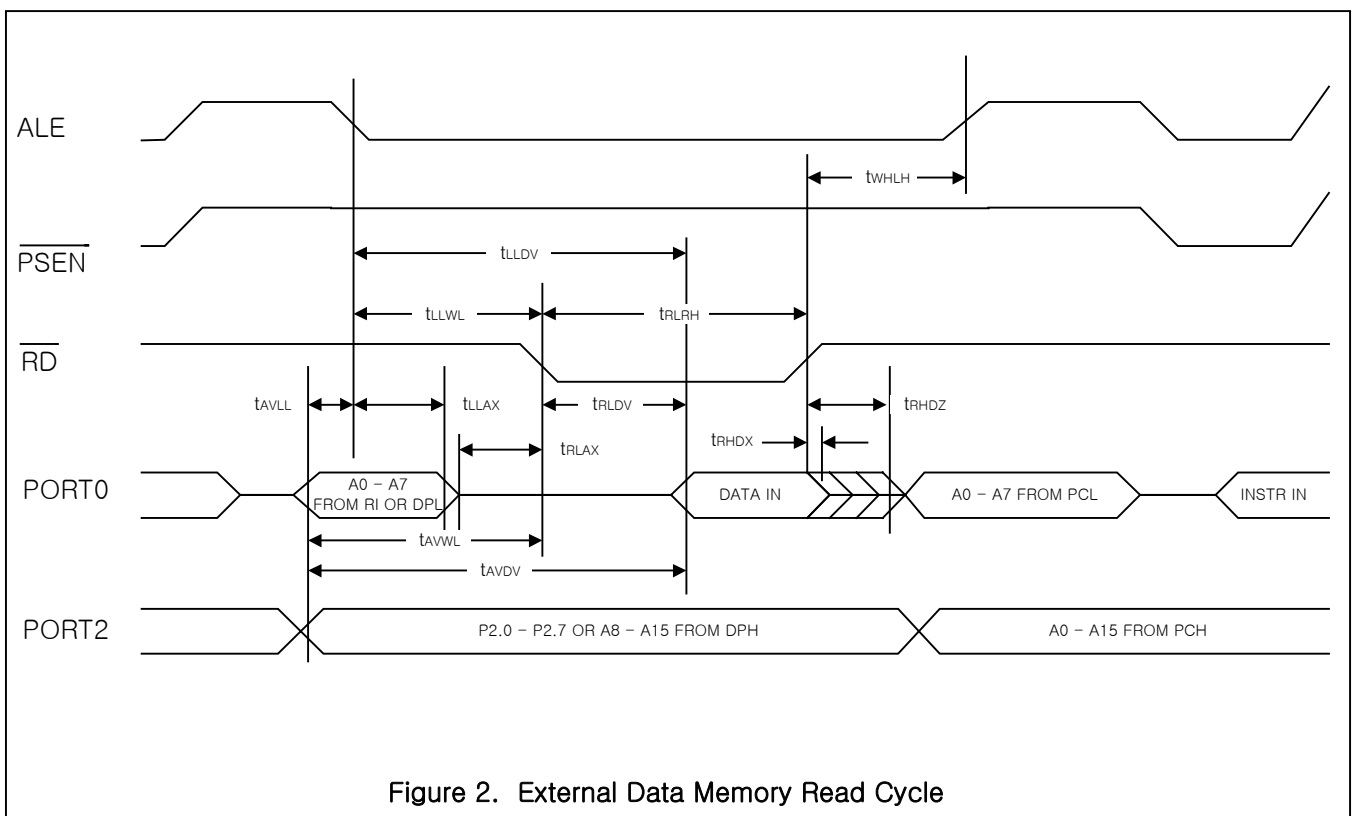 ALE
tWHLH
PSEN
tLLDV
tLLWL
tRLRH
RD
tAVLL
tLLAX
tRLDV
tRHDZ
tRHDX
tRLAX
PORT0
A0 – A7
FROM RI OR DPL
DATA IN
A0 – A7 FROM PCL
INSTR IN
tAVWL
tAVDV
PORT2
P2.0 – P2.7 OR A8 – A15 FROM DPH
A0 – A15 FROM PCH
Figure 2. External Data Memory Read Cycle